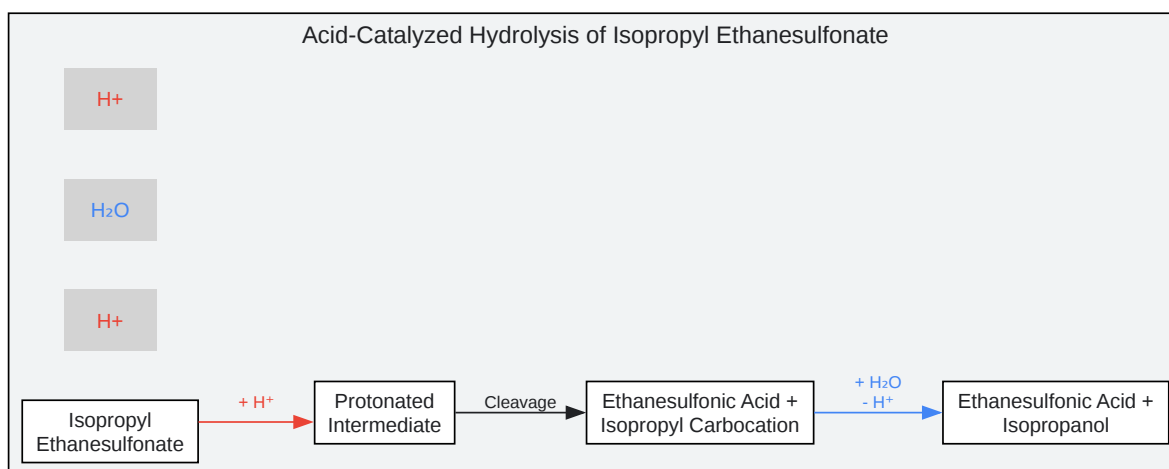 Acid-Catalyzed Hydrolysis of Isopropyl Ethanesulfonate
H+
H₂O
H+
Isopropyl
Ethanesulfonate
+ H⁺
Protonated
Intermediate
Cleavage
Ethanesulfonic Acid +
Isopropyl Carbocation
+ H₂O
- H⁺
Ethanesulfonic Acid +
Isopropanol